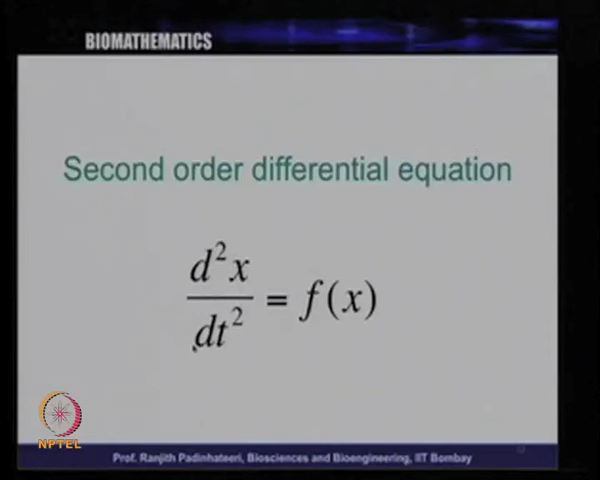 BIOMATHEMATICS
Second order differential equation
d²x/dt² = f(x)
NPTEL
Prof. Ranjith Padinhateeri, Biosciences and Bioengineering, IIT Bombay